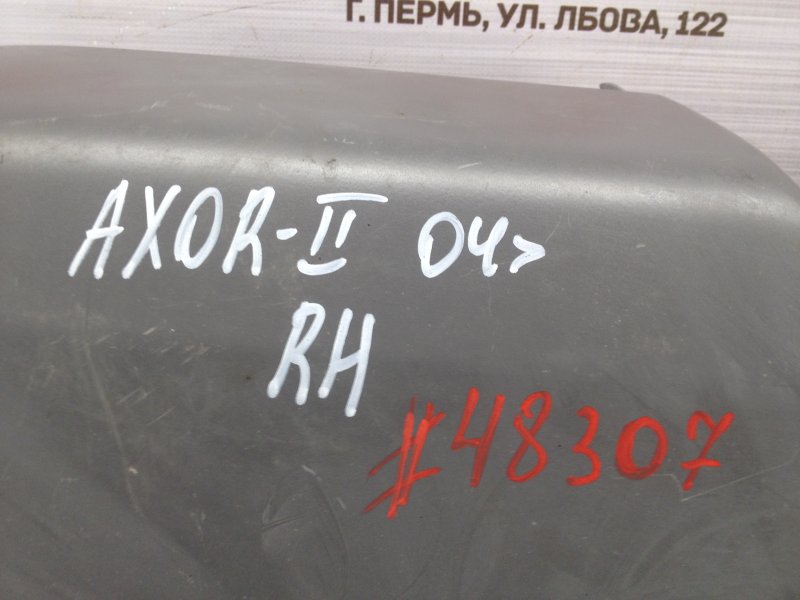 Г. ПЕРМЬ, УЛ. ЛБОВА, 122
AXOR-II 04>
RH
#48307